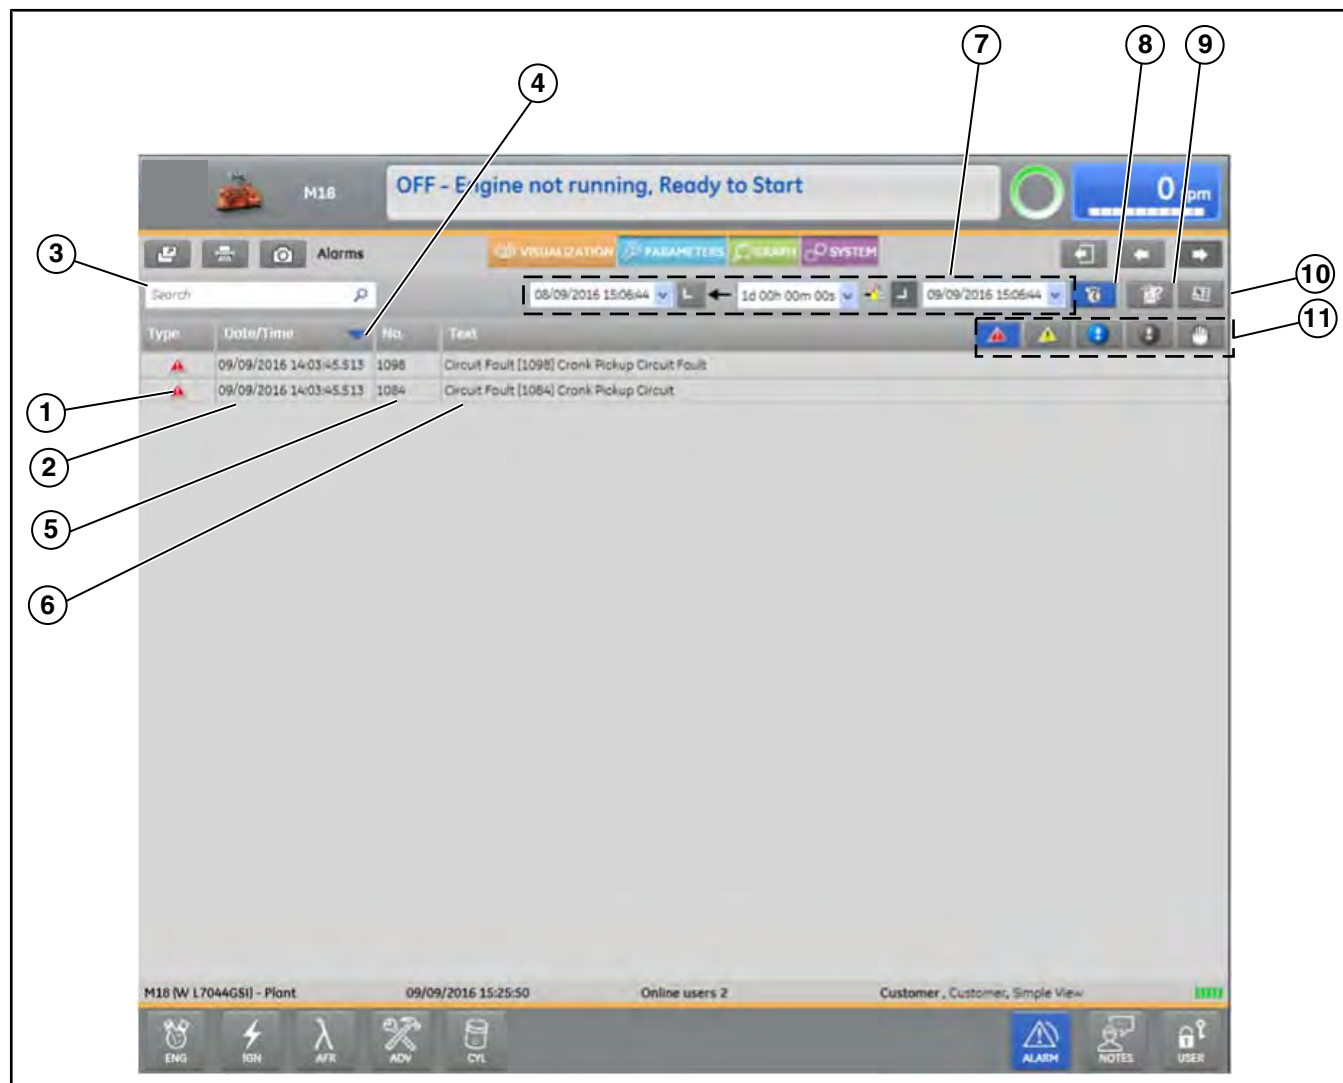 7
8
9
4
M18
OFF - Engine not running, Ready to Start
0 rpm
3
Alarms
VISUALIZATION
PARAMETERS
GRAPH
SYSTEM
Search
08/09/2016 15:06:44
1d 00h 00m 00s
09/09/2016 15:06:44
10
11
Type
Date/Time
No.
Text
09/09/2016 14:03:45.513 1098 Circuit Fault [1098] Crank Pickup Circuit Fault
09/09/2016 14:03:45.513 1084 Circuit Fault [1084] Crank Pickup Circuit
1
2
5
6
M18 (W L7044GSI) - Plant
09/09/2016 15:25:50
Online users 2
Customer, Customer, Simple View
ENG
IGN
AFR
ADV
CYL
ALARM
NOTES
USER